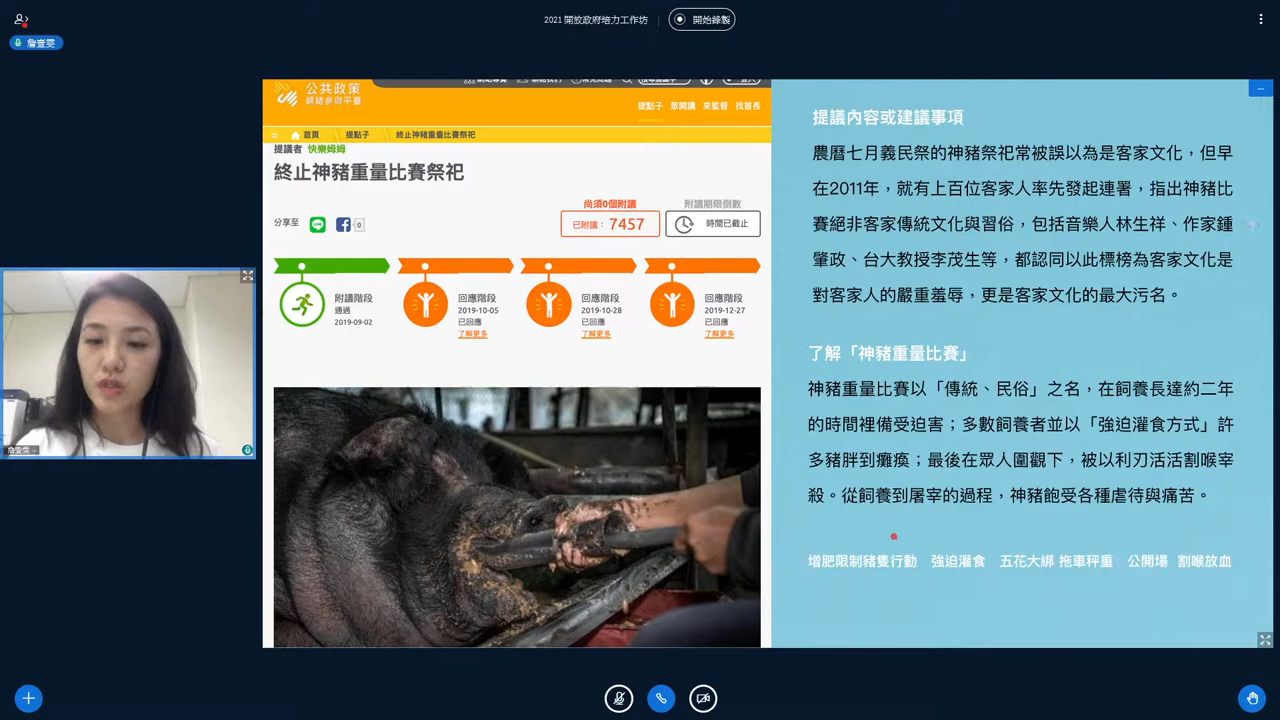 2021 開放政府培力工作坊
開始錄製
詹壹雯
公共政策
網路參與平臺
提點子 眾開講 來監督 找首長
首頁 提點子 終止神豬重量比賽祭祀
提議者 快樂姆姆
終止神豬重量比賽祭祀
分享至
0
尚須0個附議
已附議： 7457
附議期限倒數
時間已截止
附議階段
通過
2019-09-02
回應階段
2019-10-05
已回應
了解更多
回應階段
2019-10-28
已回應
了解更多
回應階段
2019-12-27
已回應
了解更多
提議內容或建議事項
農曆七月義民祭的神豬祭祀常被誤以為是客家文化，但早
在2011年，就有上百位客家人率先發起連署，指出神豬比
賽絕非客家傳統文化與習俗，包括音樂人林生祥、作家鍾
肇政、台大教授李茂生等，都認同以此標榜為客家文化是
對客家人的嚴重羞辱，更是客家文化的最大污名。
了解「神豬重量比賽」
神豬重量比賽以「傳統、民俗」之名，在飼養長達約二年
的時間裡備受迫害；多數飼養者並以「強迫灌食方式」許
多豬胖到癱瘓；最後在眾人圍觀下，被以利刃活活割喉宰
殺。從飼養到屠宰的過程，神豬飽受各種虐待與痛苦。
增肥限制豬隻行動 強迫灌食 五花大綁 拖車秤重 公開場 割喉放血
詹壹雯